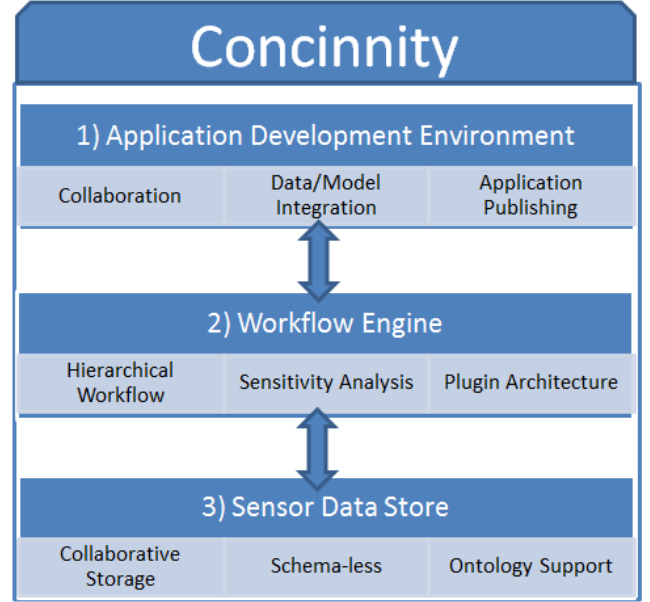 Concinnity
1) Application Development Environment
Collaboration
Data/Model
Integration
Application
Publishing
2) Workflow Engine
Hierarchical
Workflow
Sensitivity Analysis
Plugin Architecture
3) Sensor Data Store
Collaborative
Storage
Schema-less
Ontology Support